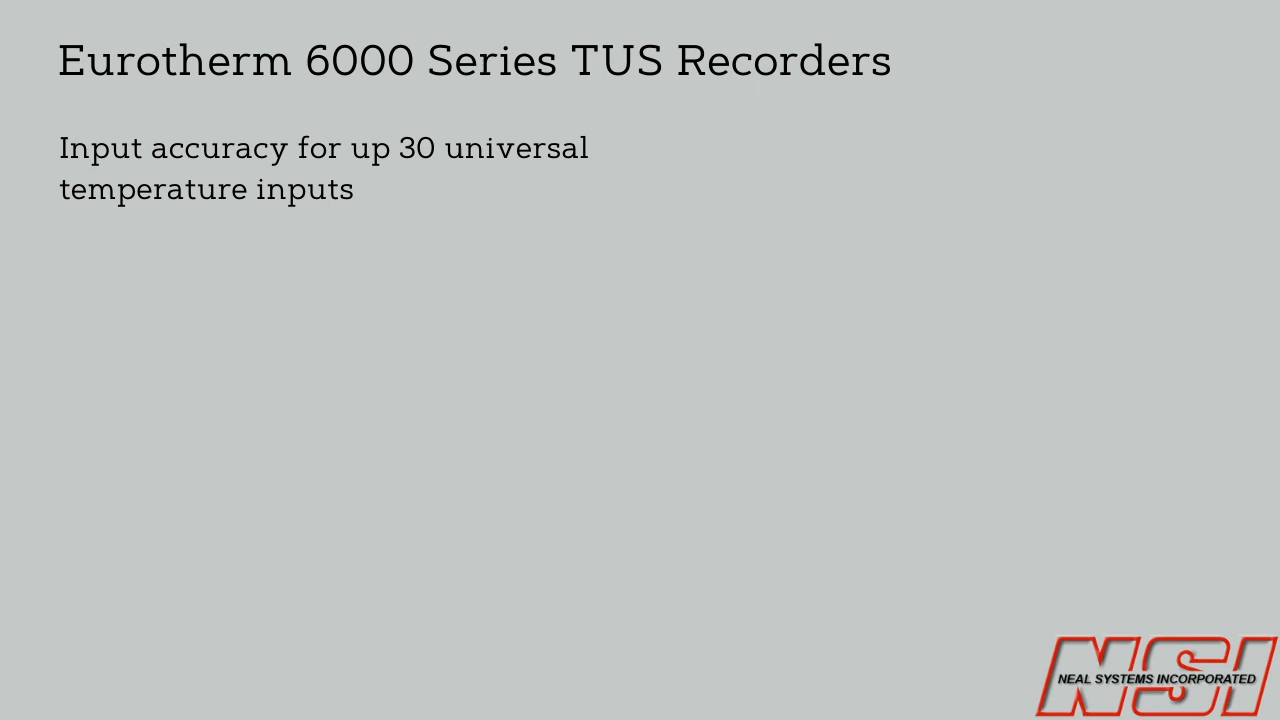 Eurotherm 6000 Series TUS Recorders
Input accuracy for up 30 universal
temperature inputs
NSI
NEAL SYSTEMS INCORPORATED